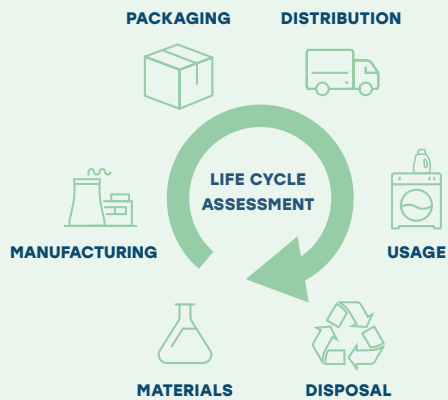 PACKAGING
DISTRIBUTION
LIFE CYCLE
ASSESSMENT
MANUFACTURING
USAGE
MATERIALS
DISPOSAL